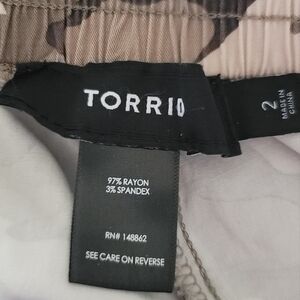 TORRID
2
MADE IN
CHINA
97% RAYON
3% SPANDEX
RN# 148862
SEE CARE ON REVERSE